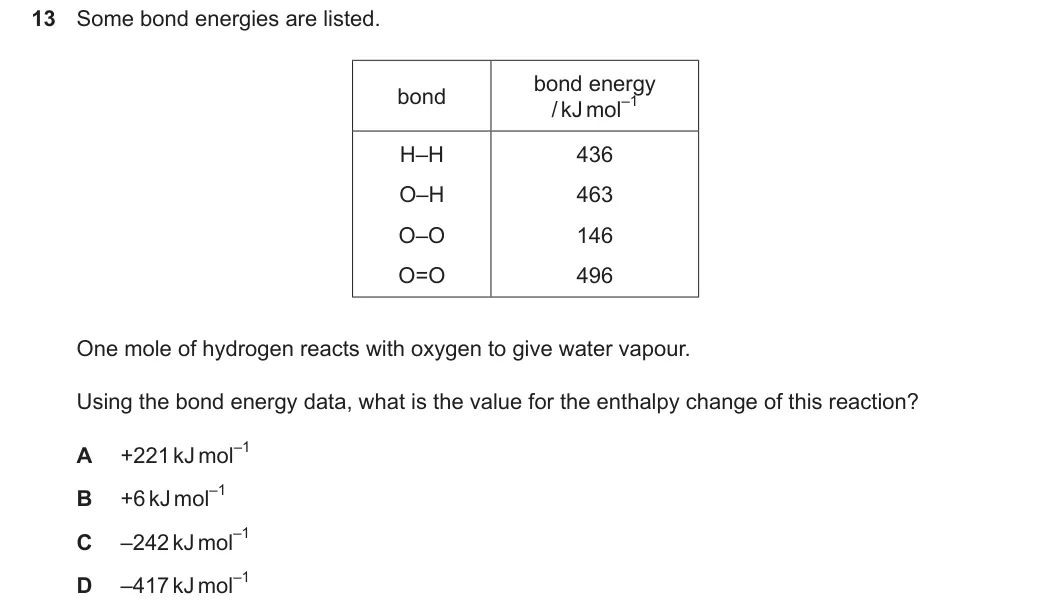 13 Some bond energies are listed.
bond
bond energy
/ kJ mol⁻¹
H–H 436
O–H 463
O–O 146
O=O 496
One mole of hydrogen reacts with oxygen to give water vapour.
Using the bond energy data, what is the value for the enthalpy change of this reaction?
A +221 kJ mol⁻¹
B +6 kJ mol⁻¹
C –242 kJ mol⁻¹
D –417 kJ mol⁻¹